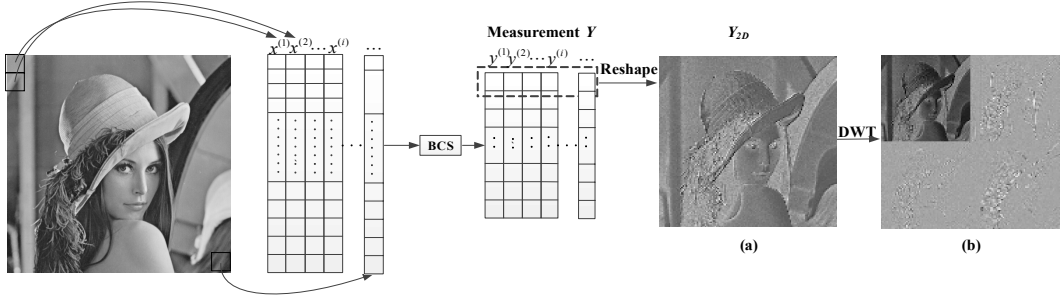 x(1) x(2) ... x(i) ...
BCS
Measurement Y
y(1) y(2) ... y(i) ...
Reshape
Y2D
(a)
DWT
(b)